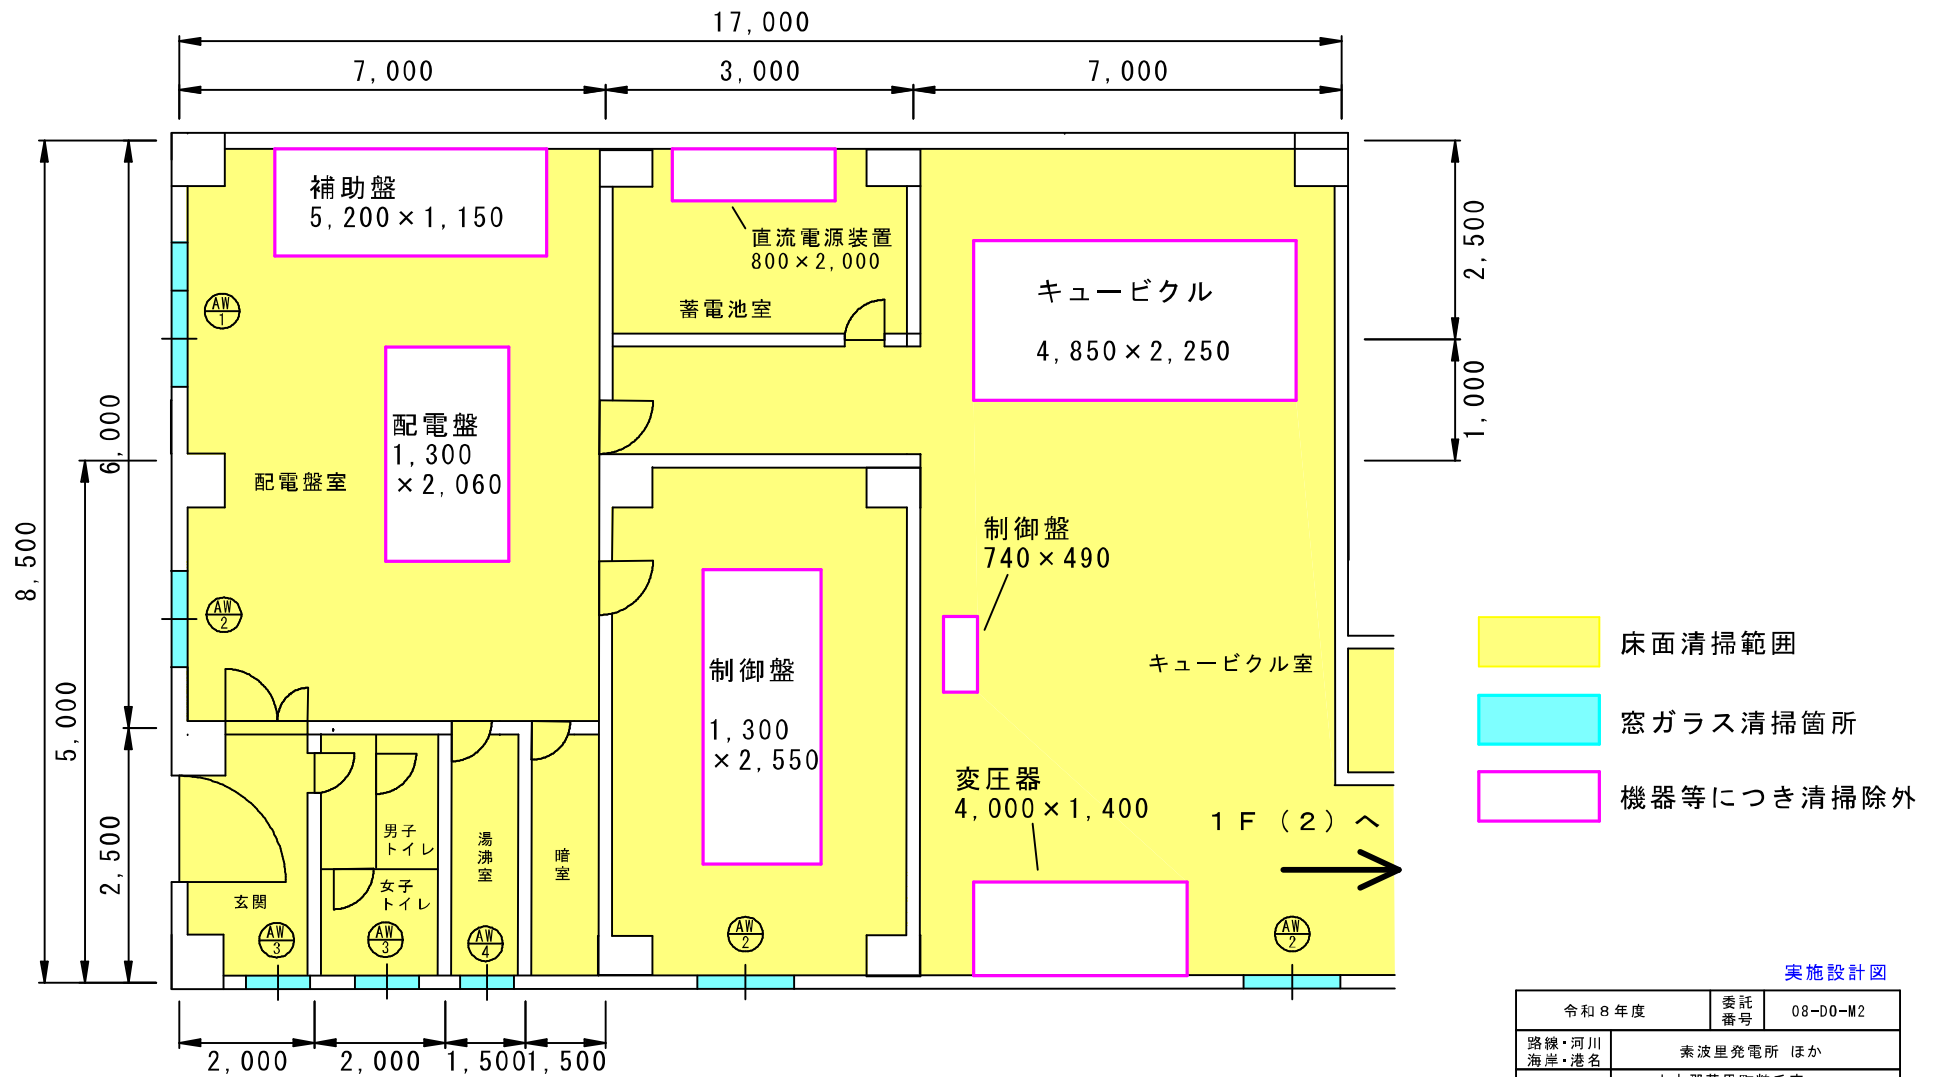 17,000
7,000
3,000
7,000
8,500
6,000
5,000
2,500
2,500
1,000
補助盤
5,200×1,150
直流電源装置
800×2,000
蓄電池室
キュービクル
4,850×2,250
AW
1
配電盤
1,300
×2,060
配電盤室
制御盤
740×490
AW
2
制御盤
1,300
×2,550
キュービクル室
変圧器
4,000×1,400
1F(2)へ
男子
トイレ
女子
トイレ
湯沸室
暗室
玄関
AW
3
AW
3
AW
4
AW
2
AW
2
2,000
2,000
1,500
1,500
床面清掃範囲
窓ガラス清掃箇所
機器等につき清掃除外
実施設計図
令和8年度
委託
番号
08-D0-M2
路線・河川
海岸・港名
素波里発電所 ほか